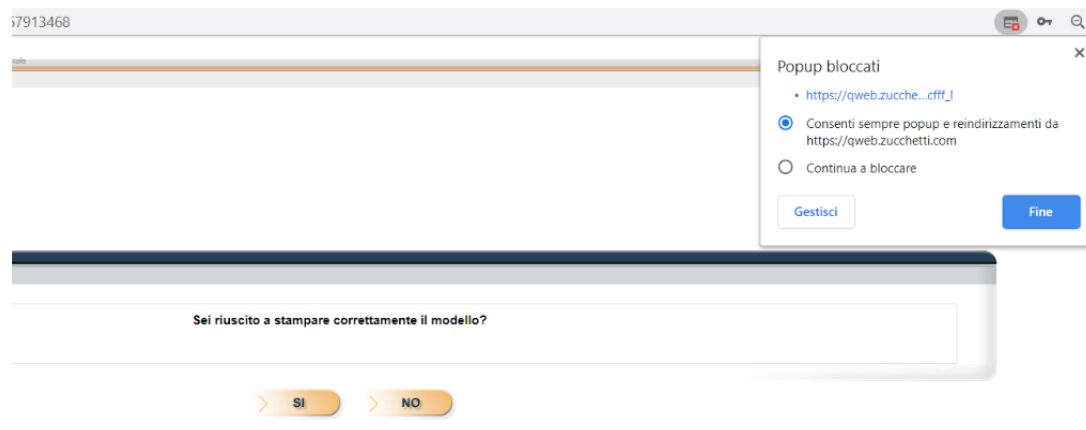 57913468
Popup bloccati
https://qweb.zucche...cfff_
Consenti sempre popup e reindirizzamenti da
https://qweb.zucchetti.com
Continua a bloccare
Gestisci
Fine
Sei riuscito a stampare correttamente il modello?
SI
NO